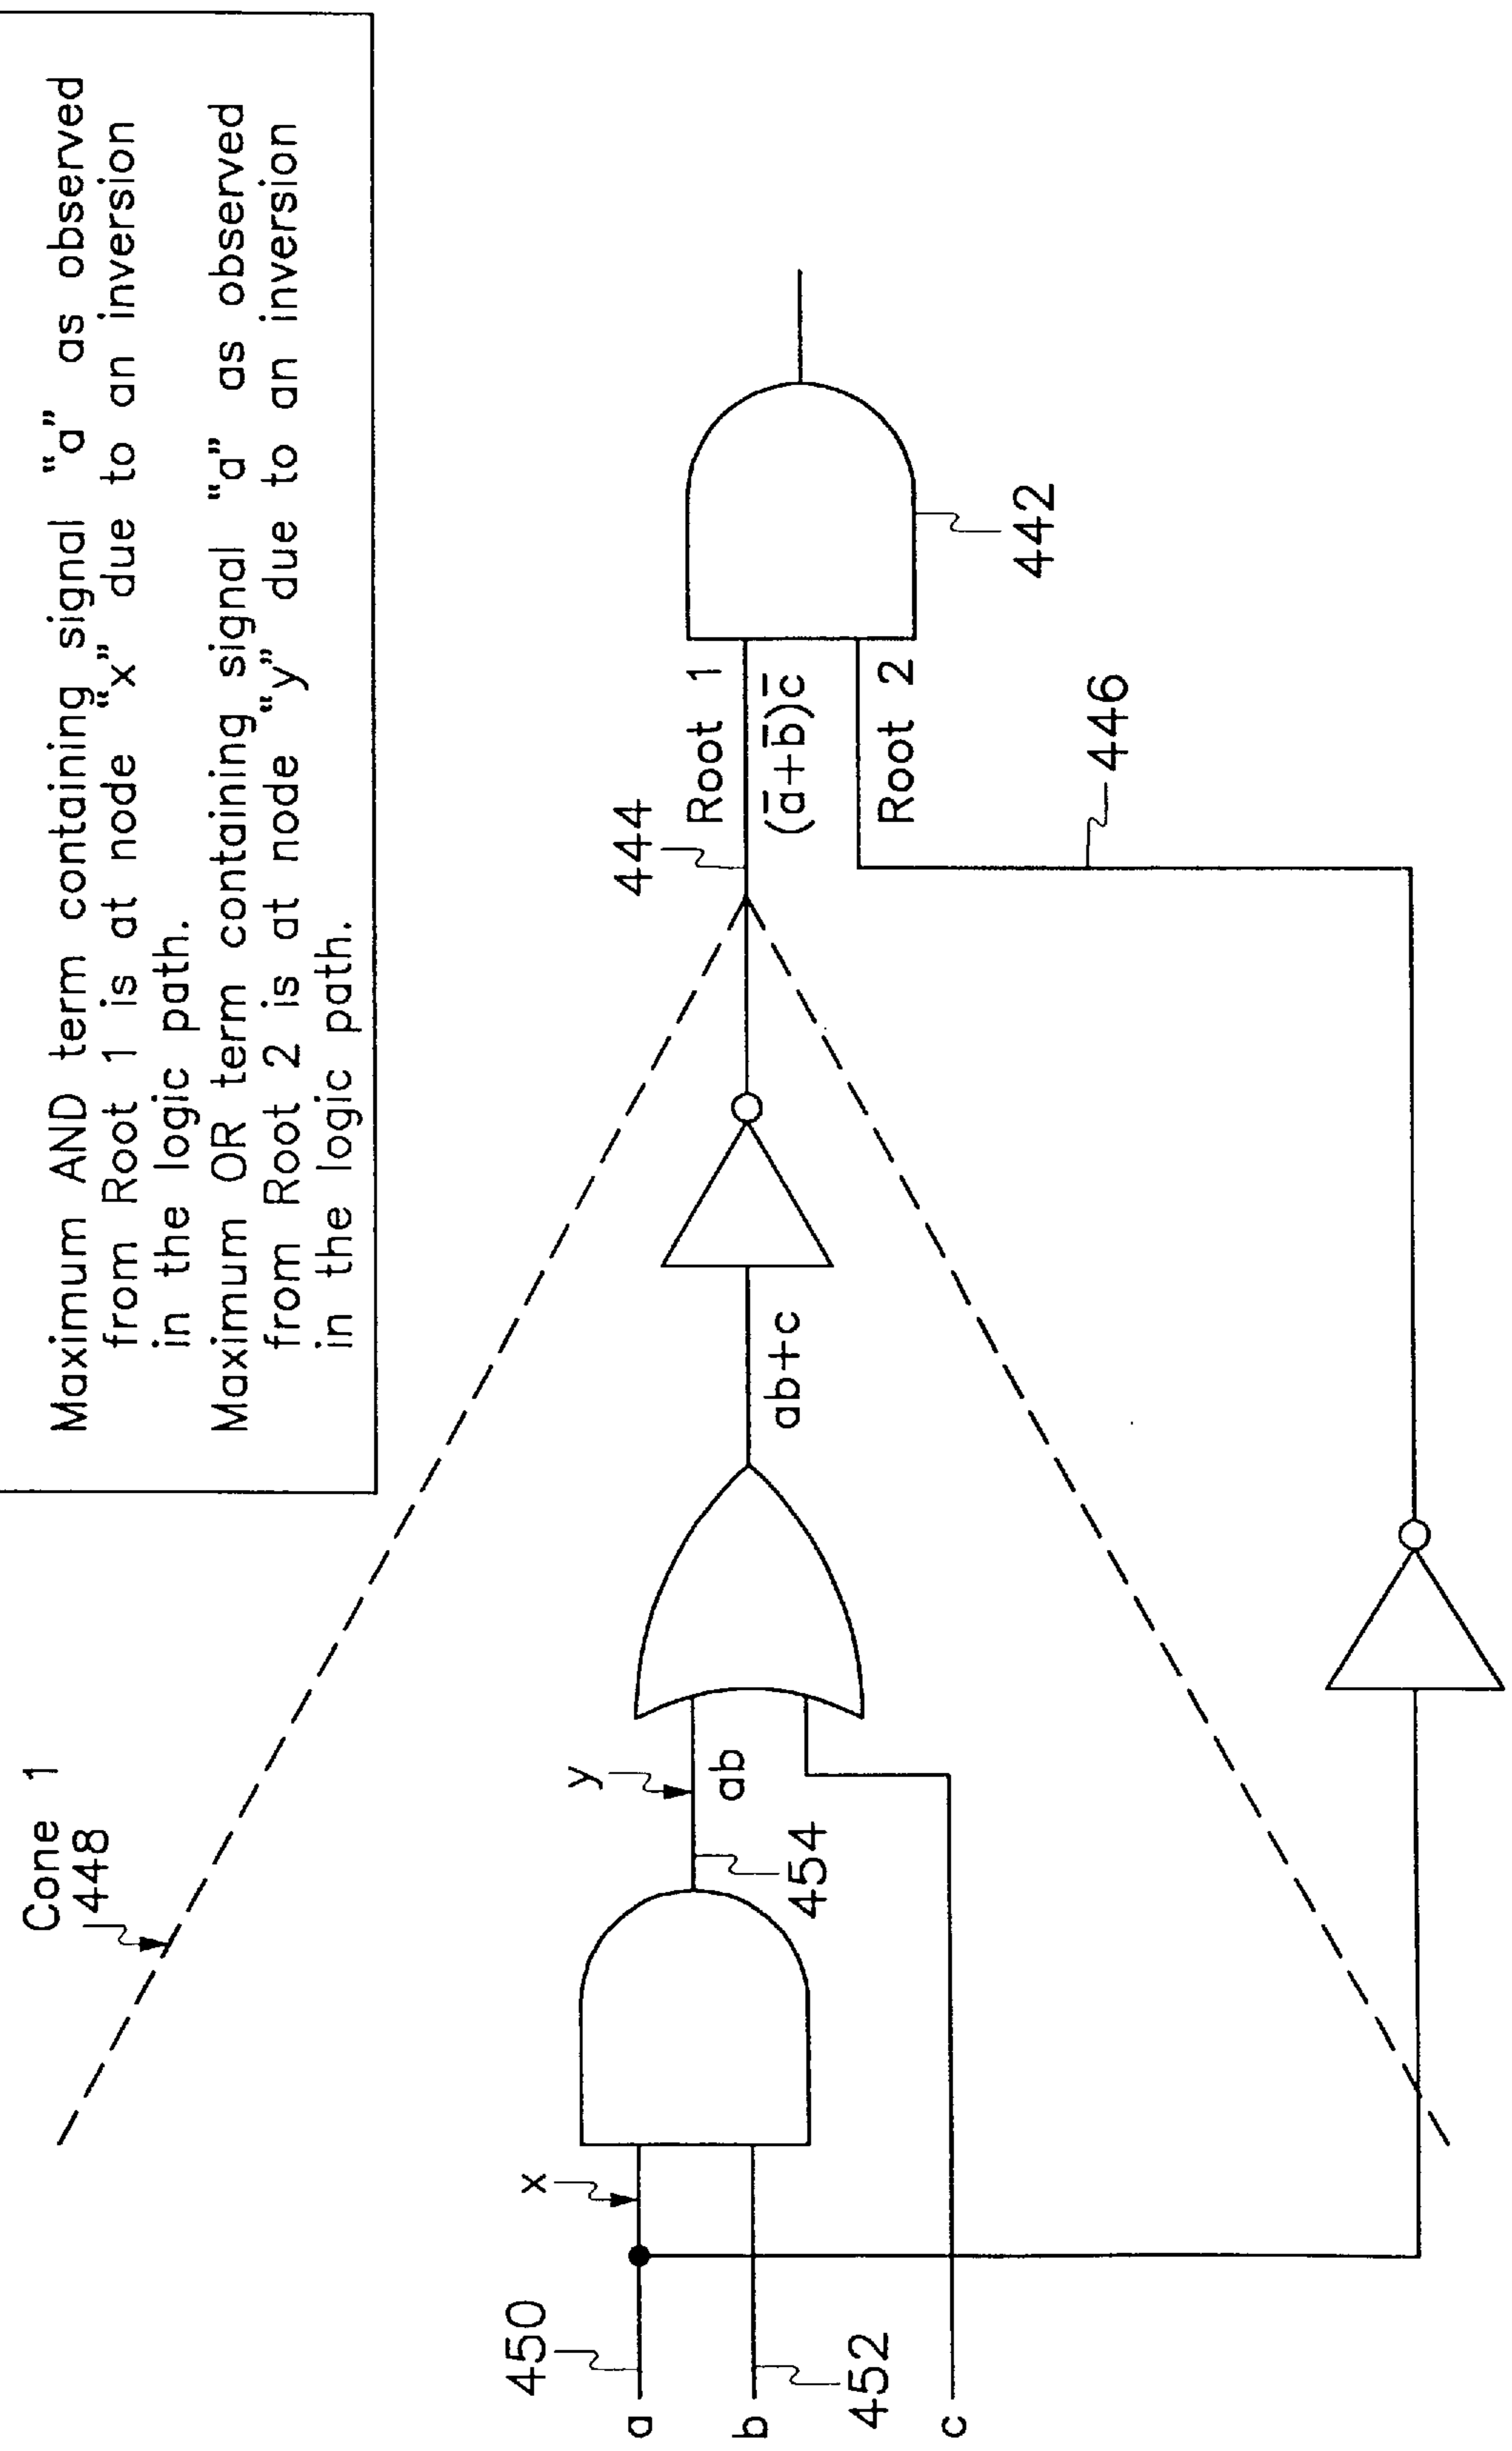 Maximum AND term containing signal "a" as observed
from Root 1 is at node "x" due to an inversion
in the logic path.
Maximum OR term containing signal "a" as observed
from Root 2 is at node "y" due to an inversion
in the logic path.
Cone 1
448
450
a
b
452
c
x
y
ab
454
ab+c
444
Root 1
(a̅+b̅)c̅
Root 2
446
442